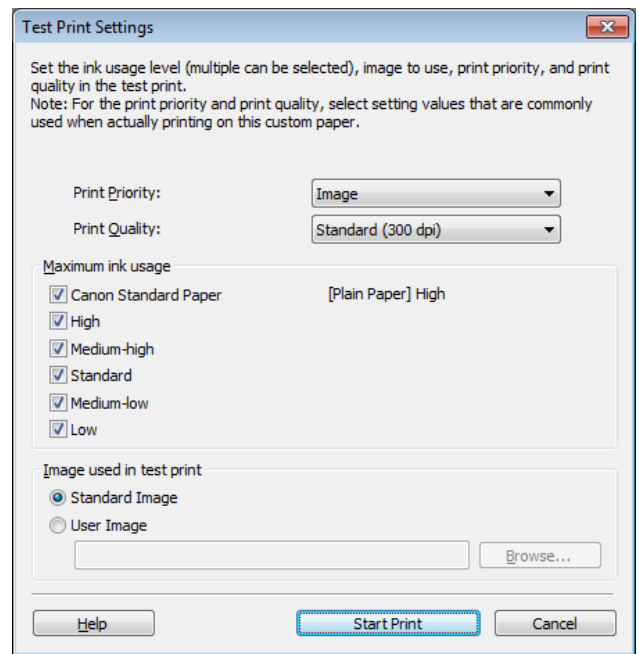 Test Print Settings
Set the ink usage level (multiple can be selected), image to use, print priority, and print
quality in the test print.
Note: For the print priority and print quality, select setting values that are commonly
used when actually printing on this custom paper.
Print Priority: Image
Print Quality: Standard (300 dpi)
Maximum ink usage
Canon Standard Paper [Plain Paper] High
High
Medium-high
Standard
Medium-low
Low
Image used in test print
Standard Image
User Image
Browse...
Help Start Print Cancel